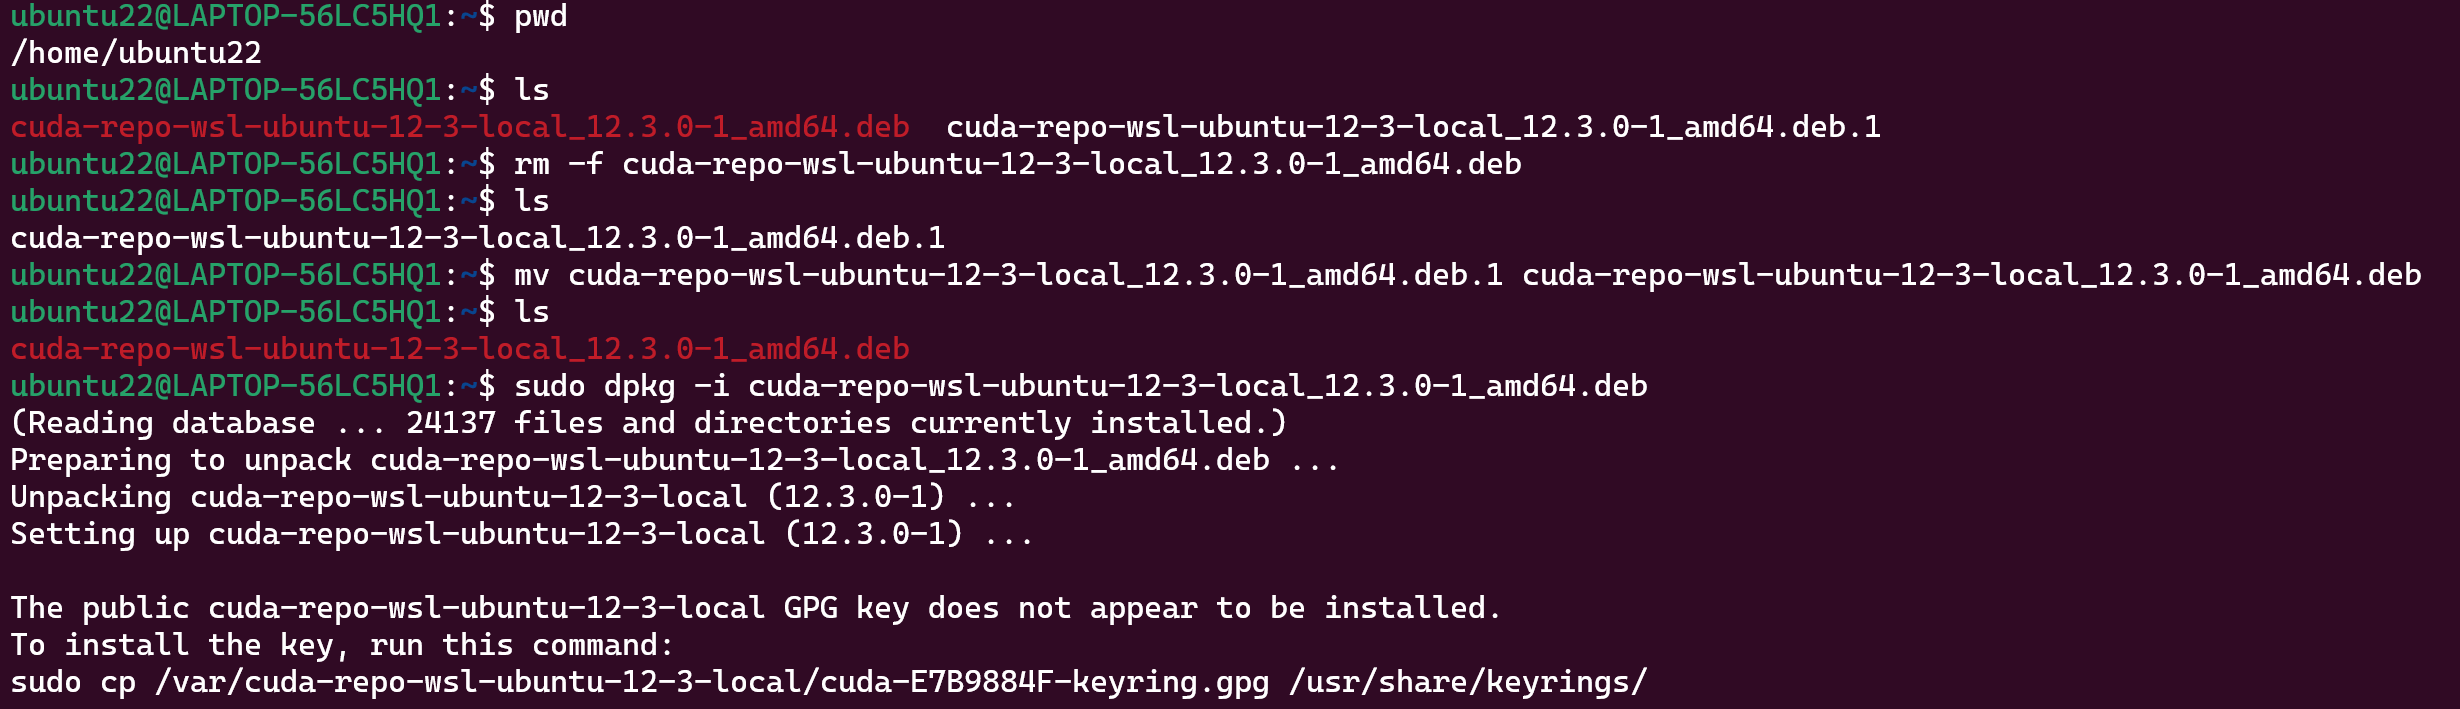 ubuntu22@LAPTOP-56LC5HQ1:~$ pwd
/home/ubuntu22
ubuntu22@LAPTOP-56LC5HQ1:~$ ls
cuda-repo-wsl-ubuntu-12-3-local_12.3.0-1_amd64.deb  cuda-repo-wsl-ubuntu-12-3-local_12.3.0-1_amd64.deb.1
ubuntu22@LAPTOP-56LC5HQ1:~$ rm -f cuda-repo-wsl-ubuntu-12-3-local_12.3.0-1_amd64.deb
ubuntu22@LAPTOP-56LC5HQ1:~$ ls
cuda-repo-wsl-ubuntu-12-3-local_12.3.0-1_amd64.deb.1
ubuntu22@LAPTOP-56LC5HQ1:~$ mv cuda-repo-wsl-ubuntu-12-3-local_12.3.0-1_amd64.deb.1 cuda-repo-wsl-ubuntu-12-3-local_12.3.0-1_amd64.deb
ubuntu22@LAPTOP-56LC5HQ1:~$ ls
cuda-repo-wsl-ubuntu-12-3-local_12.3.0-1_amd64.deb
ubuntu22@LAPTOP-56LC5HQ1:~$ sudo dpkg -i cuda-repo-wsl-ubuntu-12-3-local_12.3.0-1_amd64.deb
(Reading database ... 24137 files and directories currently installed.)
Preparing to unpack cuda-repo-wsl-ubuntu-12-3-local_12.3.0-1_amd64.deb ...
Unpacking cuda-repo-wsl-ubuntu-12-3-local (12.3.0-1) ...
Setting up cuda-repo-wsl-ubuntu-12-3-local (12.3.0-1) ...

The public cuda-repo-wsl-ubuntu-12-3-local GPG key does not appear to be installed.
To install the key, run this command:
sudo cp /var/cuda-repo-wsl-ubuntu-12-3-local/cuda-E7B9884F-keyring.gpg /usr/share/keyrings/